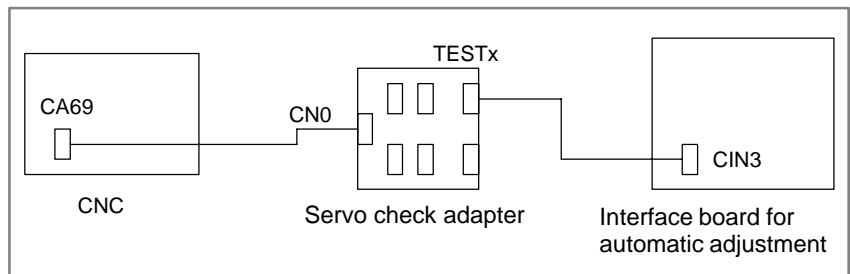 TESTx
CA69
CN0
CIN3
CNC
Servo check adapter
Interface board for
automatic adjustment